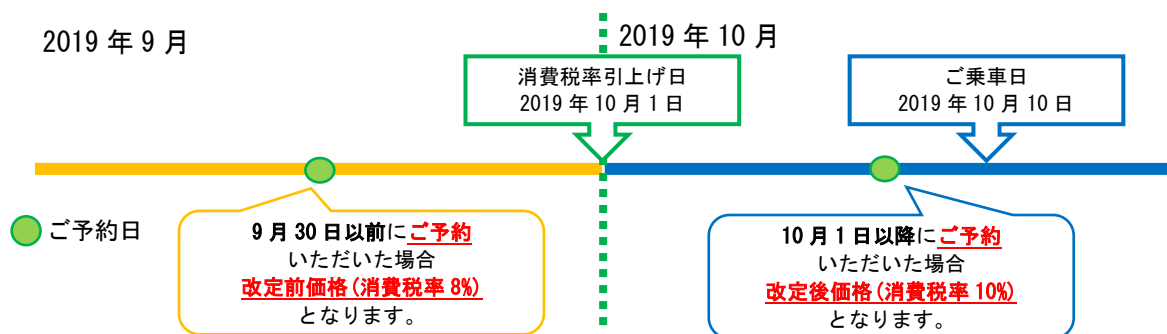 2019 年 9 月
2019 年 10 月
消費税率引上げ日
2019 年 10 月 1 日
ご乗車日
2019 年 10 月 10 日
ご予約日
9 月 30 日以前にご予約
いただいた場合
改定前価格(消費税率 8%)
となります。
10 月 1 日以降にご予約
いただいた場合
改定後価格(消費税率 10%)
となります。